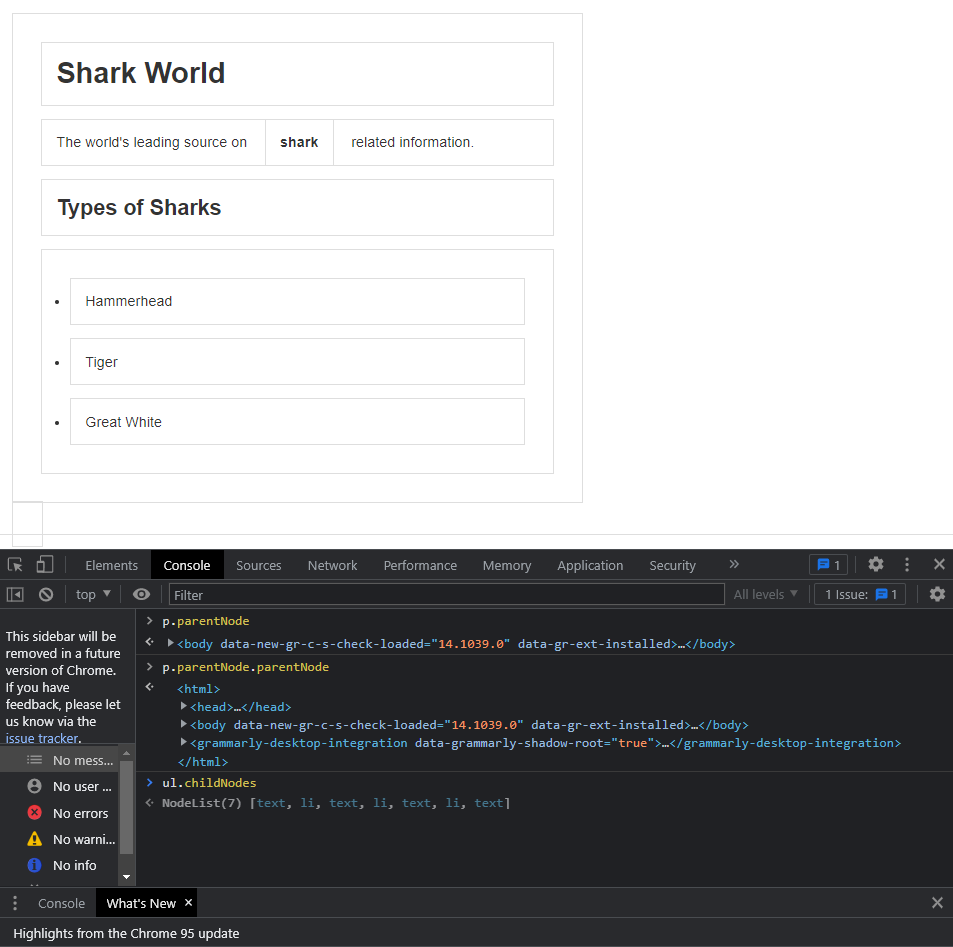 Shark World
The world's leading source on shark related information.
Types of Sharks
• Hammerhead
• Tiger
• Great White
Elements Console Sources Network Performance Memory Application Security » 1
top ▼ Filter All levels ▼ 1 Issue: 1
This sidebar will be
removed in a future
version of Chrome.
If you have
feedback, please let
us know via the
issue tracker.
No mess...
No user ...
No errors
No warni...
No info
> p.parentNode
<body data-new-gr-c-s-check-loaded="14.1039.0" data-gr-ext-installed>…</body>
> p.parentNode.parentNode
<html>
<head>…</head>
<body data-new-gr-c-s-check-loaded="14.1039.0" data-gr-ext-installed>…</body>
<grammarly-desktop-integration data-grammarly-shadow-root="true">…</grammarly-desktop-integration>
</html>
> ul.childNodes
NodeList(7) [text, li, text, li, text, li, text]
Console What's New ×
Highlights from the Chrome 95 update